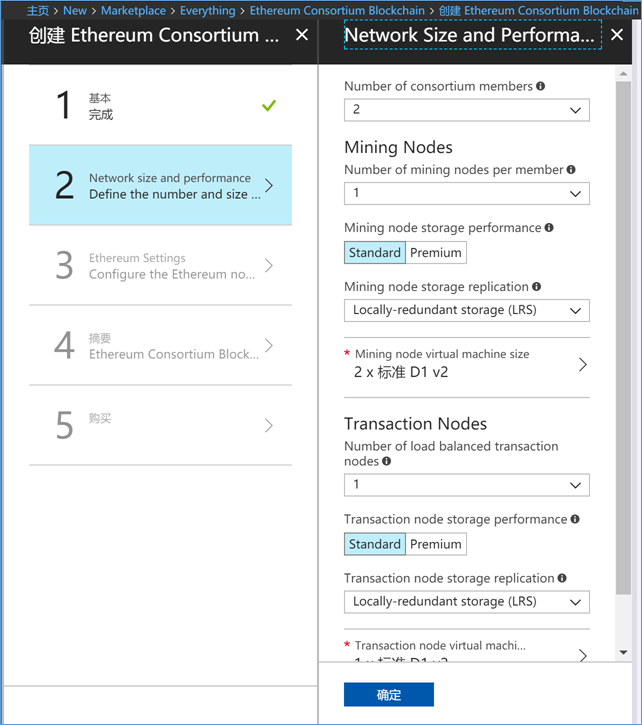 主页 > New > Marketplace > Everything > Ethereum Consortium Blockchain > 创建 Ethereum Consortium Blockchain
创建 Ethereum Consortium ...
1
基本
完成
2
Network size and performance
Define the number and size ...
3
Ethereum Settings
Configure the Ethereum no...
4
摘要
Ethereum Consortium Block...
5
购买
Network Size and Performa...
Number of consortium members
2
Mining Nodes
Number of mining nodes per member
1
Mining node storage performance
Standard Premium
Mining node storage replication
Locally-redundant storage (LRS)
* Mining node virtual machine size
2 x 标准 D1 v2
Transaction Nodes
Number of load balanced transaction
nodes
1
Transaction node storage performance
Standard Premium
Transaction node storage replication
Locally-redundant storage (LRS)
* Transaction node virtual machi...
1 x 标准 D1 v2
确定